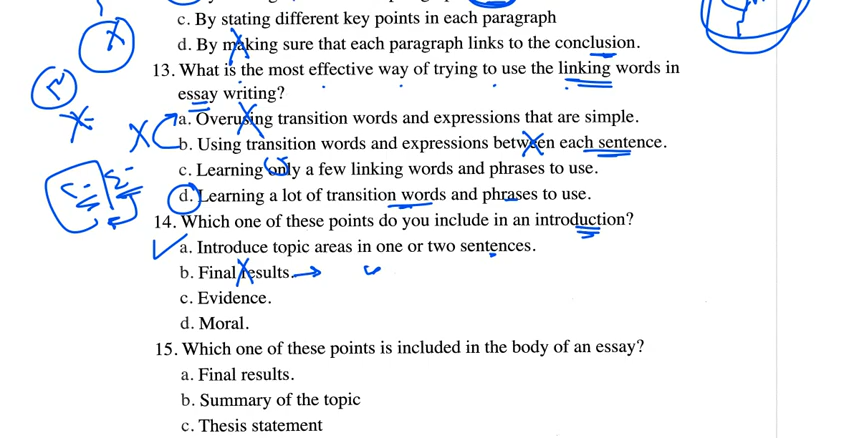 c. By stating different key points in each paragraph
d. By making sure that each paragraph links to the conclusion.
13. What is the most effective way of trying to use the linking words in
essay writing?
a. Overusing transition words and expressions that are simple.
b. Using transition words and expressions between each sentence.
c. Learning only a few linking words and phrases to use.
d. Learning a lot of transition words and phrases to use.
14. Which one of these points do you include in an introduction?
a. Introduce topic areas in one or two sentences.
b. Final results.
c. Evidence.
d. Moral.
15. Which one of these points is included in the body of an essay?
a. Final results.
b. Summary of the topic
c. Thesis statement